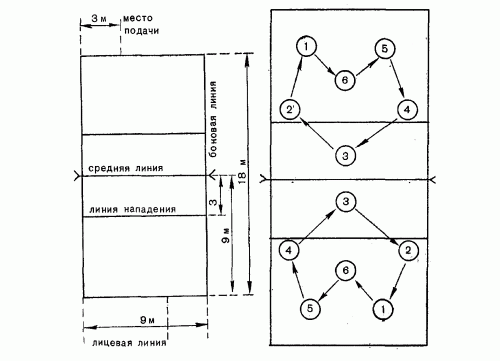 3 м место
подачи
боковая линия
средняя линия
18 м
линия нападения
3
9 м
9м
лицевая линия
1
5
6
2
4
3
3
4
2
6
5
1